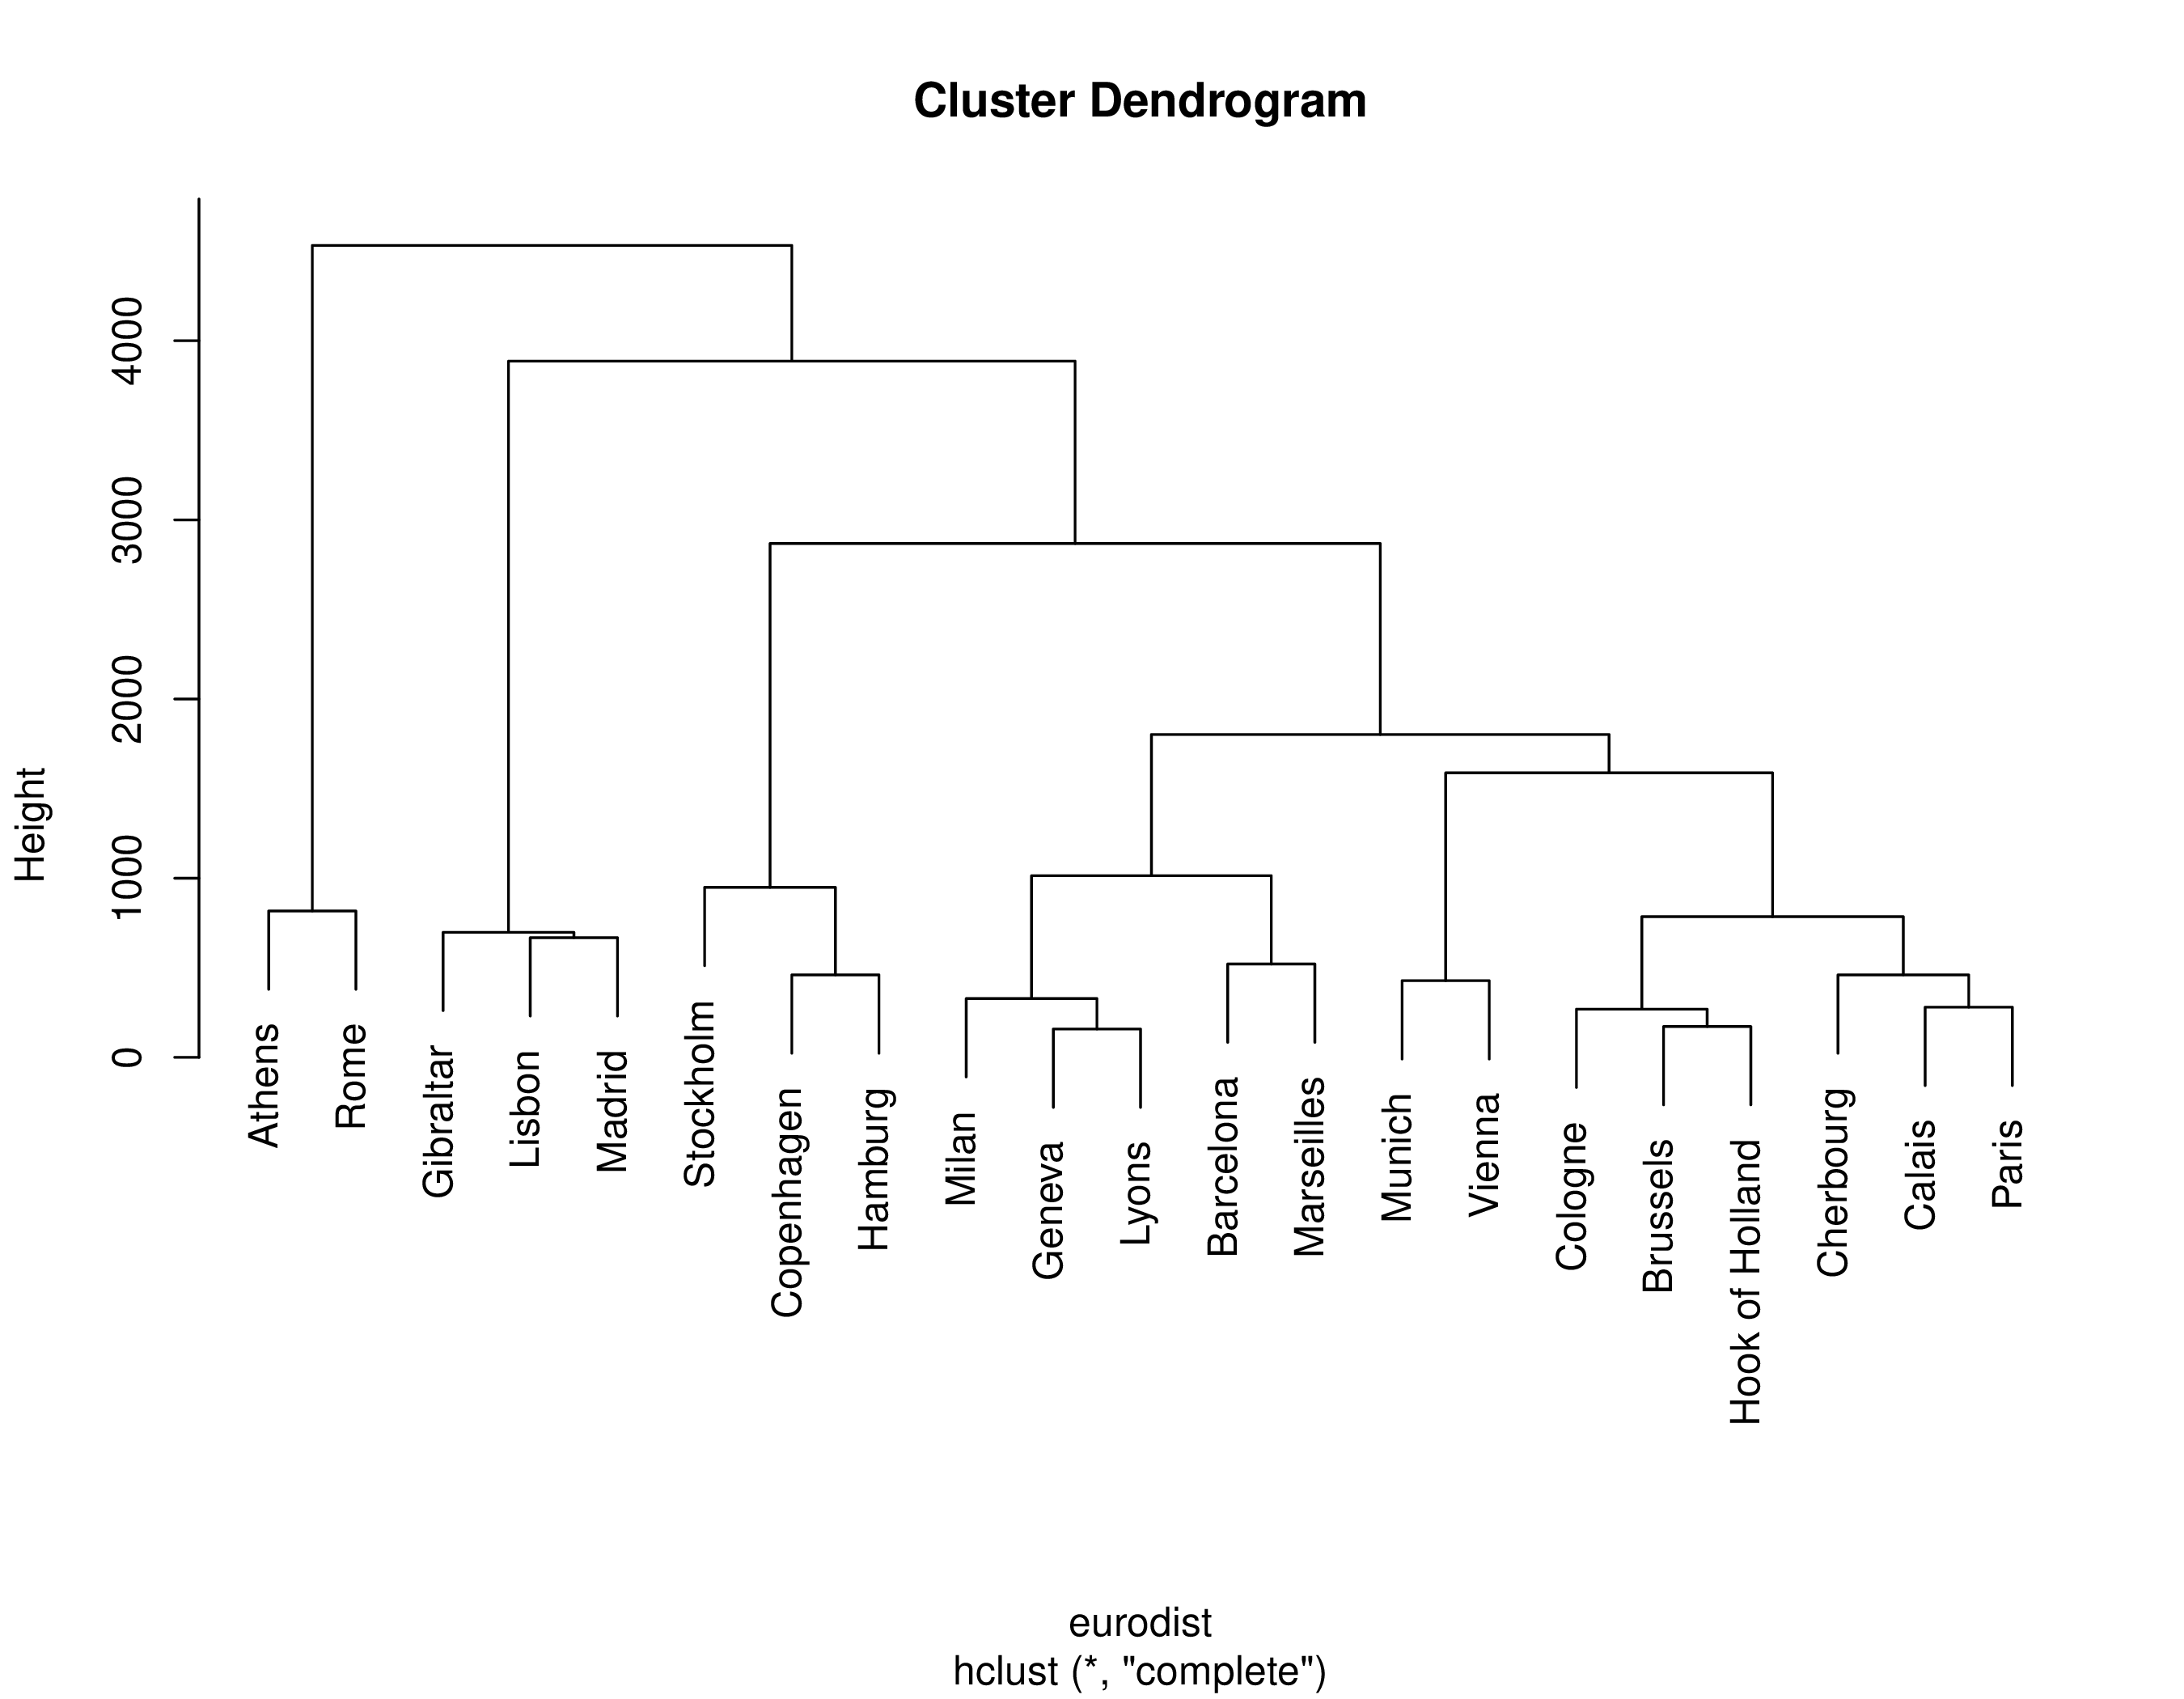 Cluster Dendrogram
Height
4000
3000
2000
1000
0
Athens
Rome
Gibraltar
Lisbon
Madrid
Stockholm
Copenhagen
Hamburg
Milan
Geneva
Lyons
Barcelona
Marseilles
Munich
Vienna
Cologne
Brussels
Hook of Holland
Cherbourg
Calais
Paris
eurodist
hclust (*, "complete")